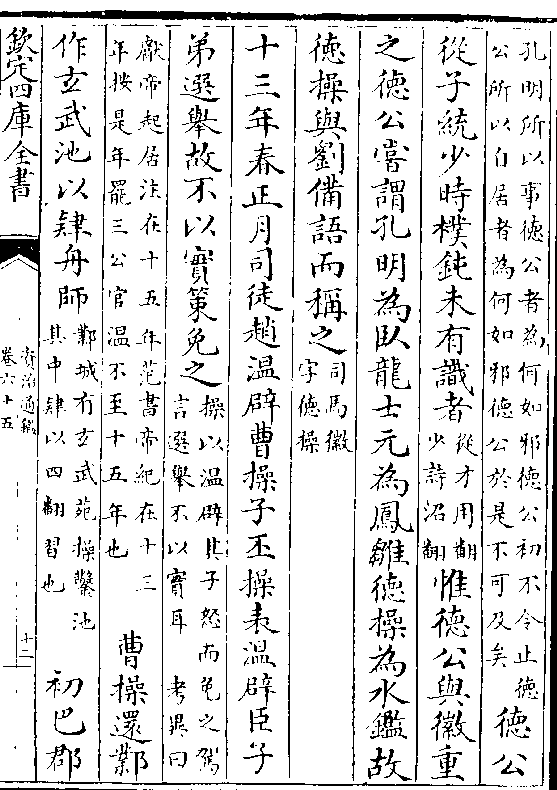 孔明所以事德公者為何如邪德公初不令止德
公所以自居者為何如邪德公於是不可及矣
德公
從子統少時樸鈍未有識者
從才用翻
少詩沼翻
惟德公與徽重
之德公嘗謂孔明為臥龍士元為鳳雛德操為水鑑故
德操與劉備語而稱之
司馬徽
字德操
十三年春正月司徒趙溫辟曹操子丕操表溫辟臣子
弟選舉故不以實策免之
操以溫辟其子怒而免之駕
言選舉不以實耳 考異曰
獻帝起居注在十五年范書帝紀在十三
年按是年罷三公官溫不至十五年也
曹操還鄴
作玄武池以肄舟師
鄴城有玄武苑操鑿池
其中肄以四翻習也
初巴郡
欽定四庫全書
資治通鑑
卷六十五
十二